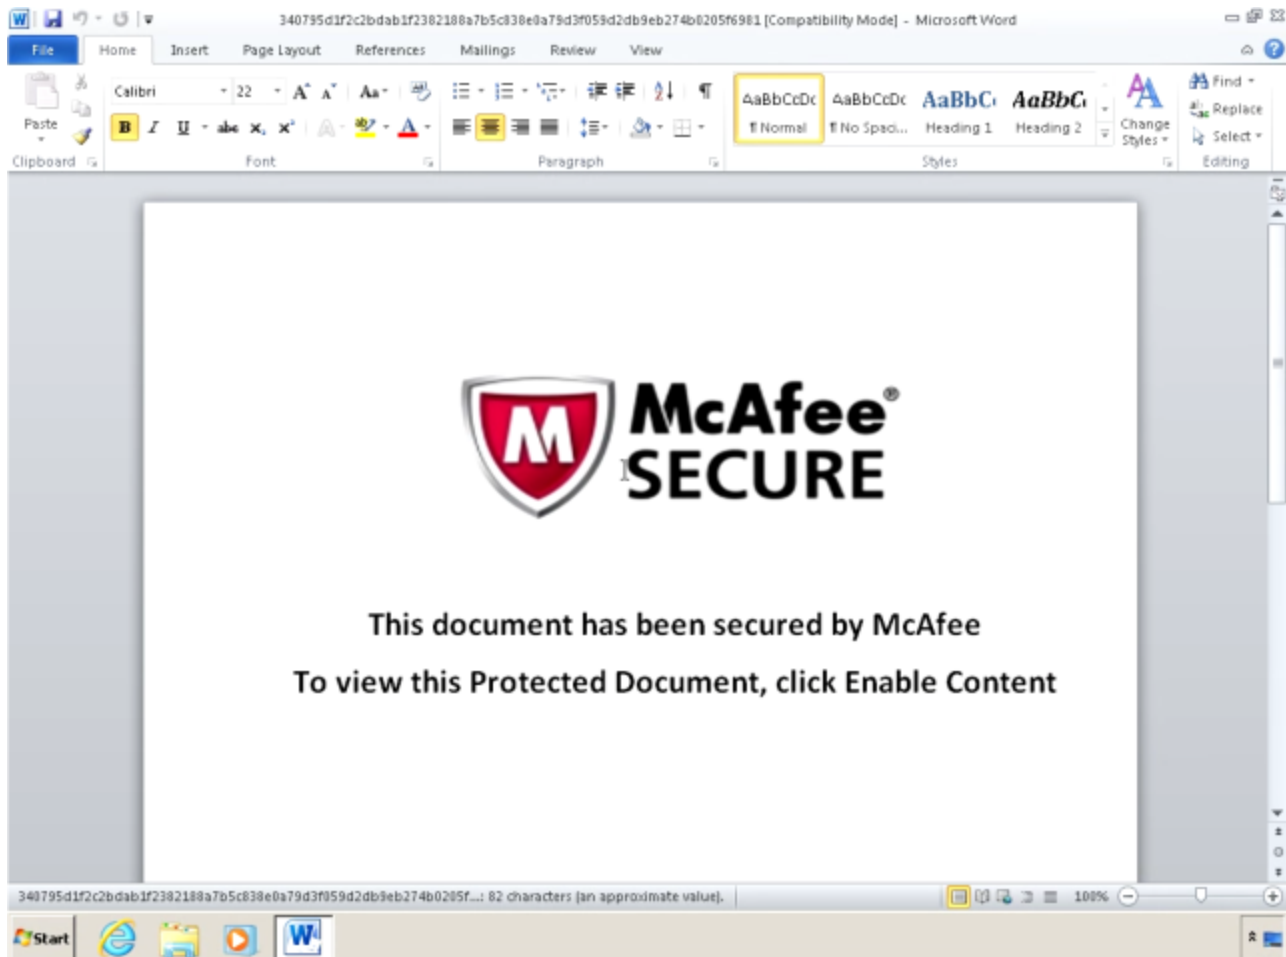 340795d1f2c2bdab1f2382188a7b5c838e0a79d3f059d2db9eb274b0205f6981 [Compatibility Mode] - Microsoft Word
File Home Insert Page Layout References Mailings Review View
Calibri 22 Aa
Find
Paste
B I U abc x, x² A
AaBbCcDc AaBbCcDc AaBbC AaBbC
Replace
¶ Normal ¶ No Spaci... Heading 1 Heading 2
Change Styles
Select
Clipboard Font Paragraph Styles Editing
M
McAfee®
SECURE
This document has been secured by McAfee
To view this Protected Document, click Enable Content
340795d1f2c2bdab1f2382188a7b5c838e0a79d3f059d2db9eb274b0205f...: 82 characters (an approximate value).
100%
Start